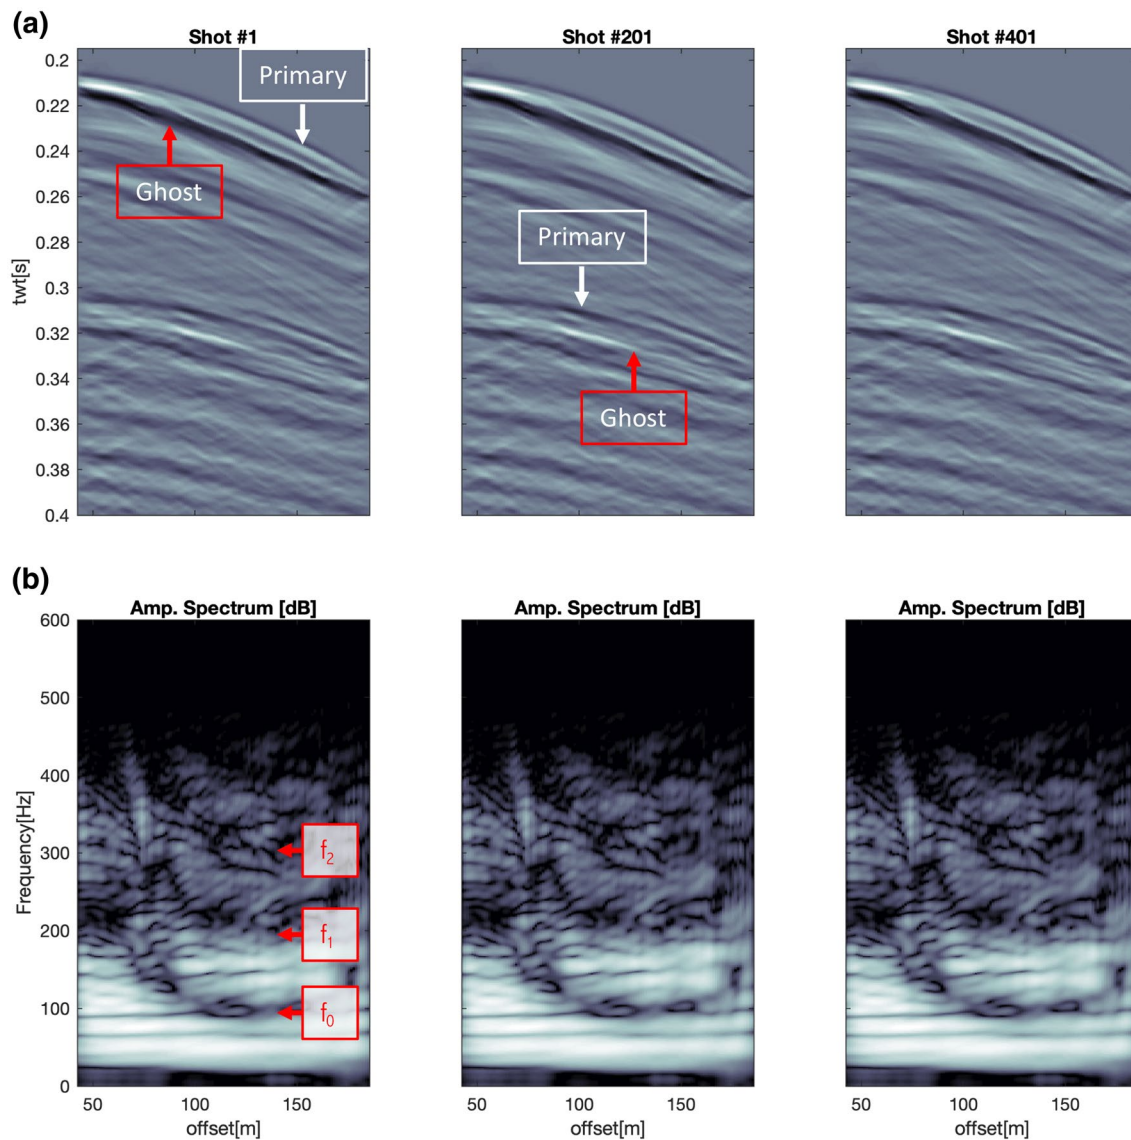 (a)
Shot #1
Shot #201
Shot #401
twt[s]
0.2
0.22
0.24
0.26
0.28
0.3
0.32
0.34
0.36
0.38
0.4
Primary
Ghost
Primary
Ghost
(b)
Amp. Spectrum [dB]
Amp. Spectrum [dB]
Amp. Spectrum [dB]
Frequency[Hz]
600
500
400
300
200
100
0
f2
f1
f0
50
100
150
50
100
150
50
100
150
offset[m]
offset[m]
offset[m]